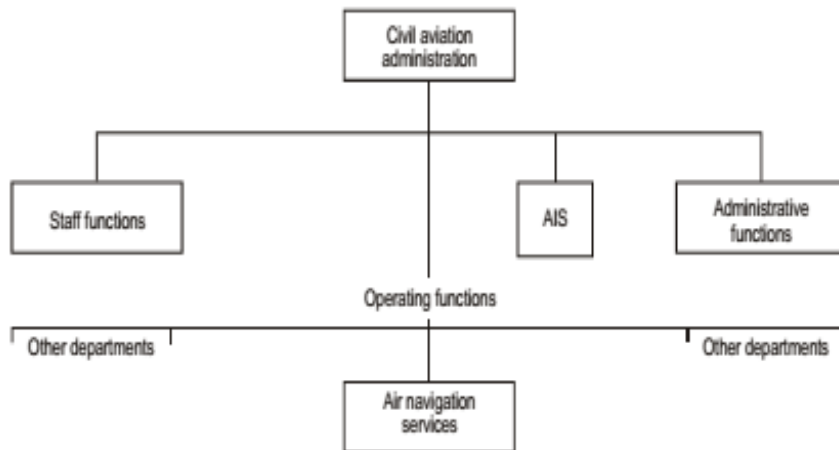 Civil aviation
administration
Staff functions
AIS
Administrative
functions
Operating functions
Other departments
Other departments
Air navigation
services